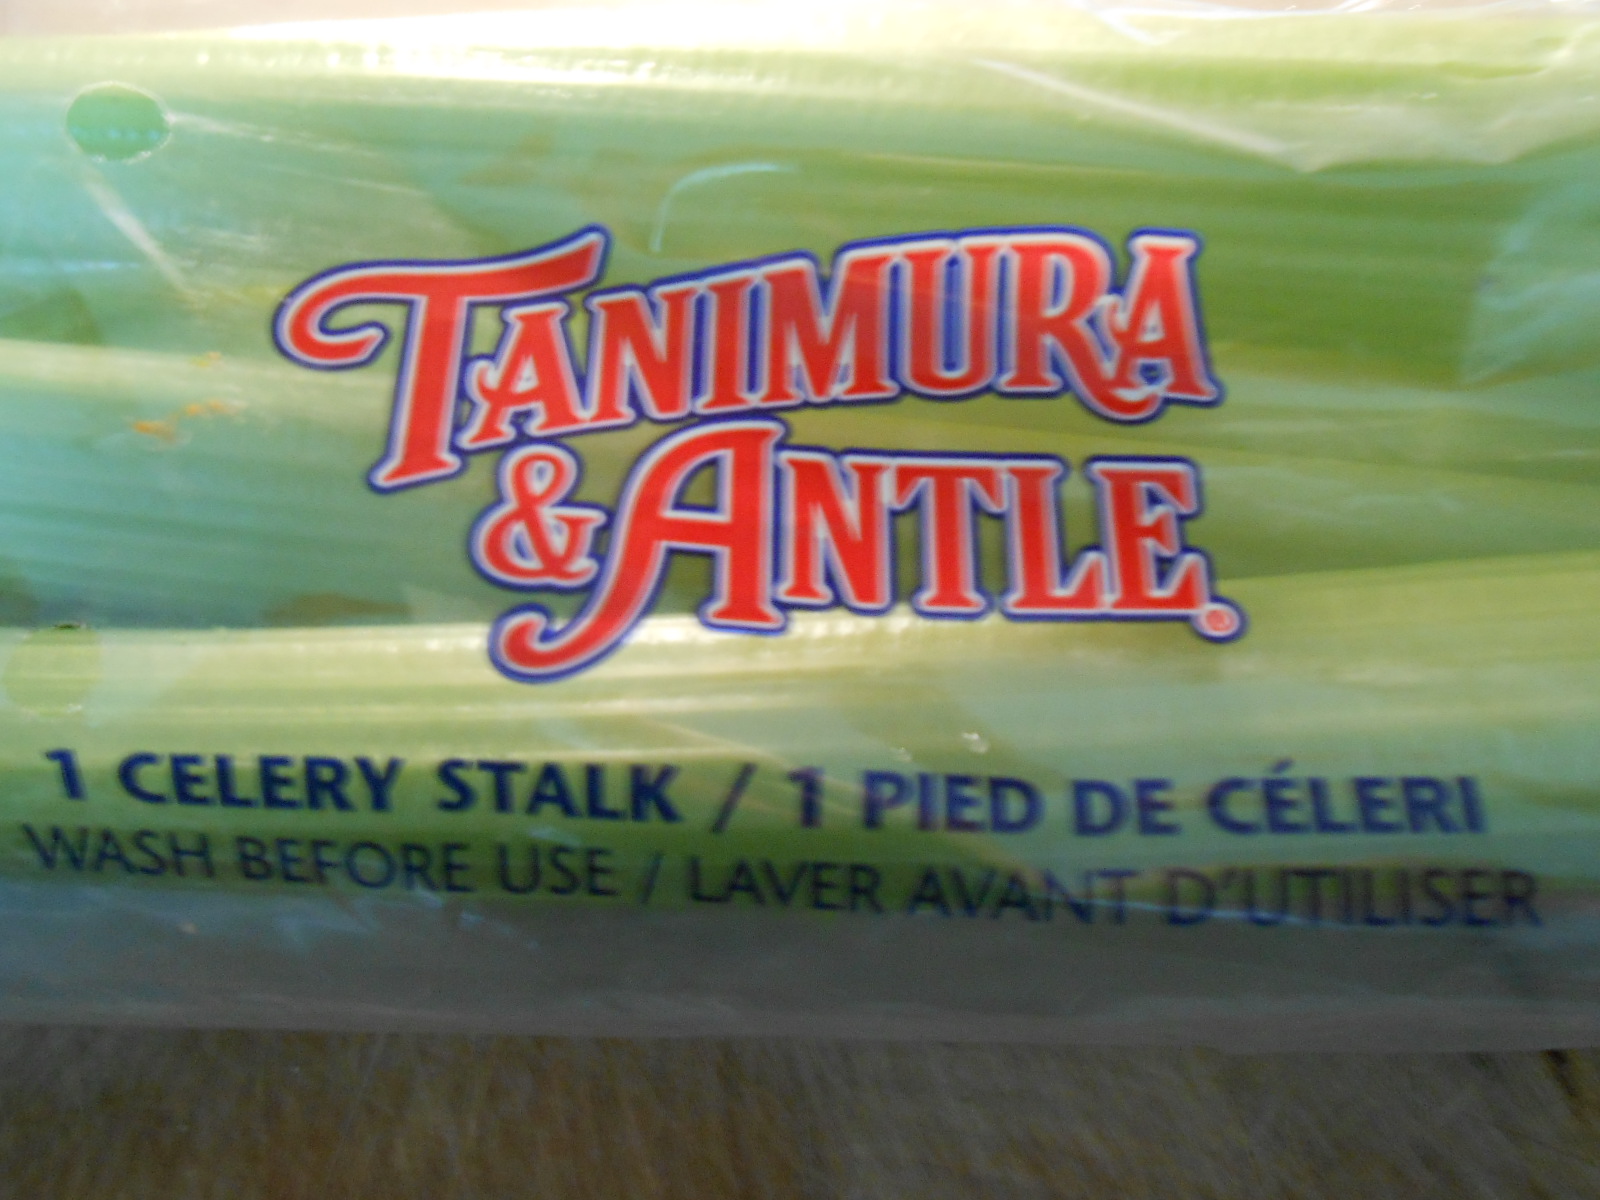 TANIMURA
& ANTLE®
1 CELERY STALK / 1 PIED DE CÉLERI
WASH BEFORE USE / LAVER AVANT D'UTILISER